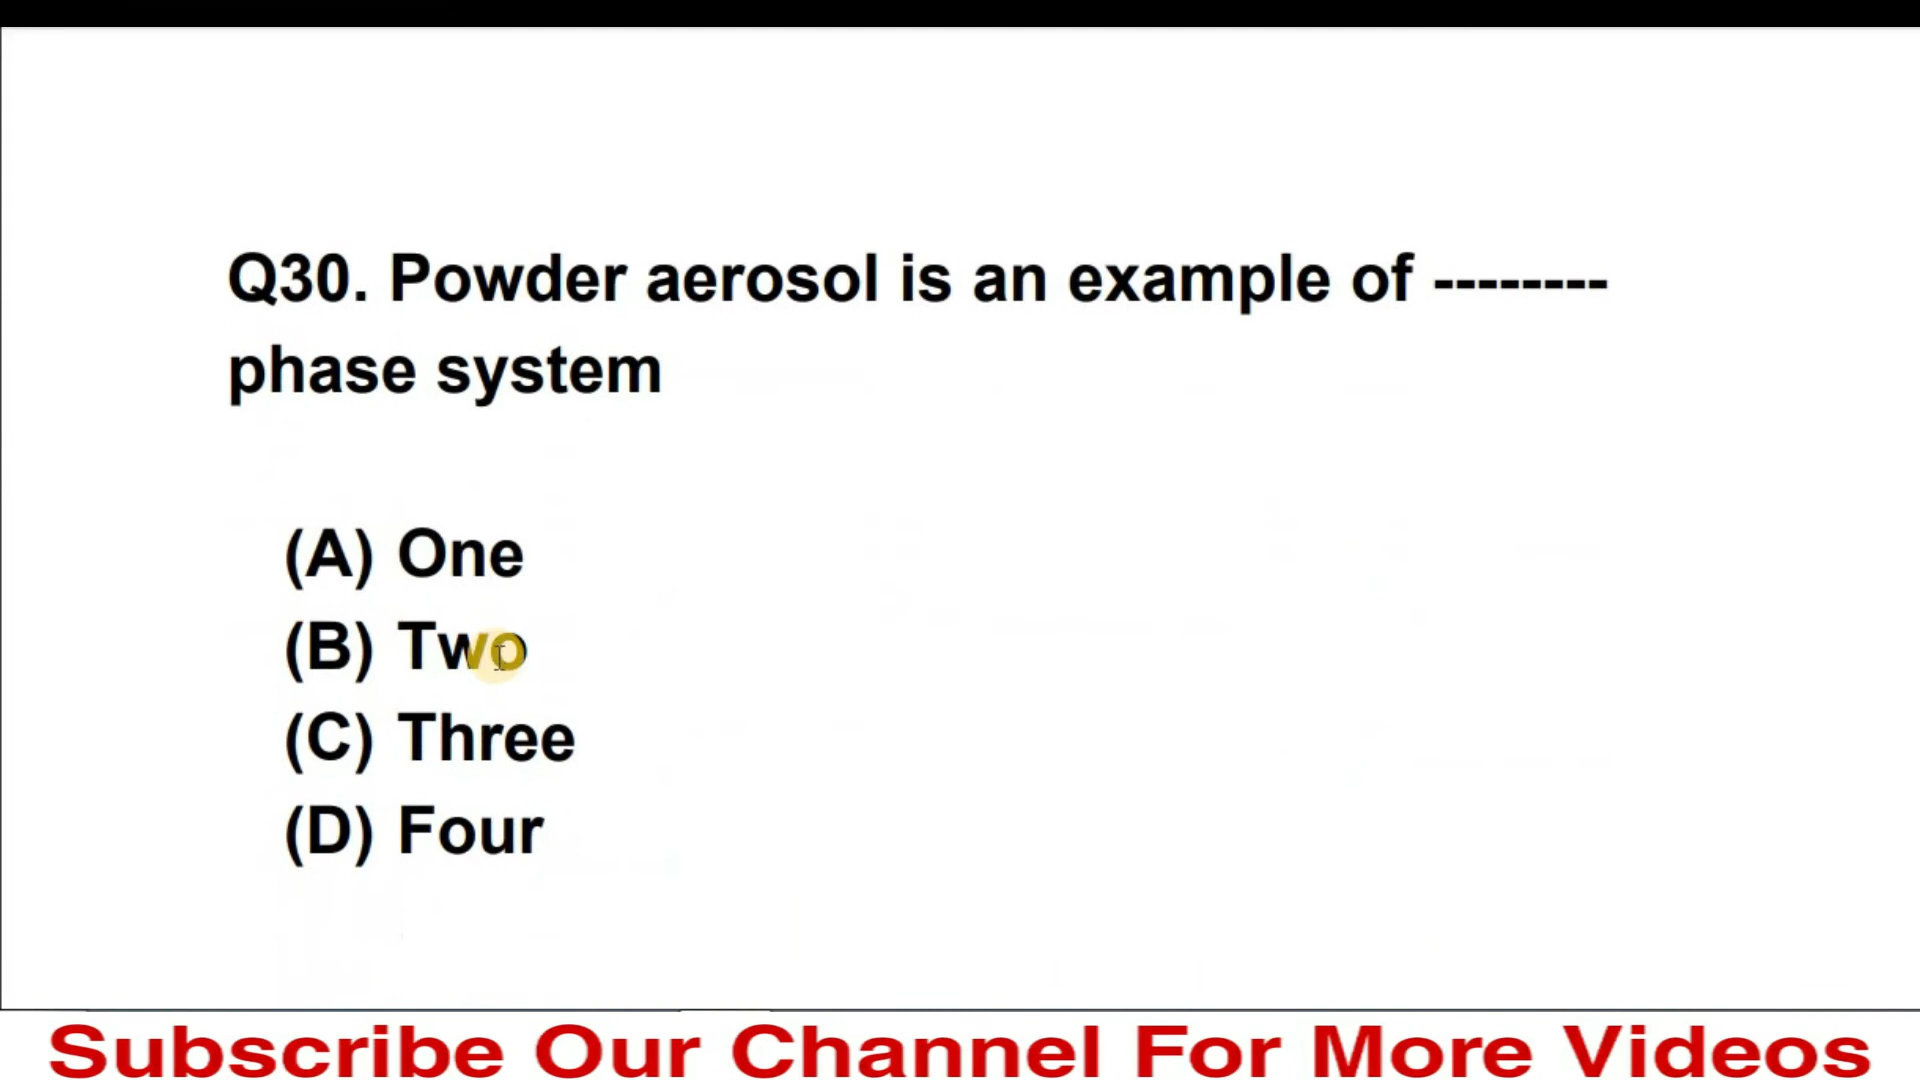 Q30. Powder aerosol is an example of --------
phase system
(A) One
(B) Two
(C) Three
(D) Four
Subscribe Our Channel For More Videos